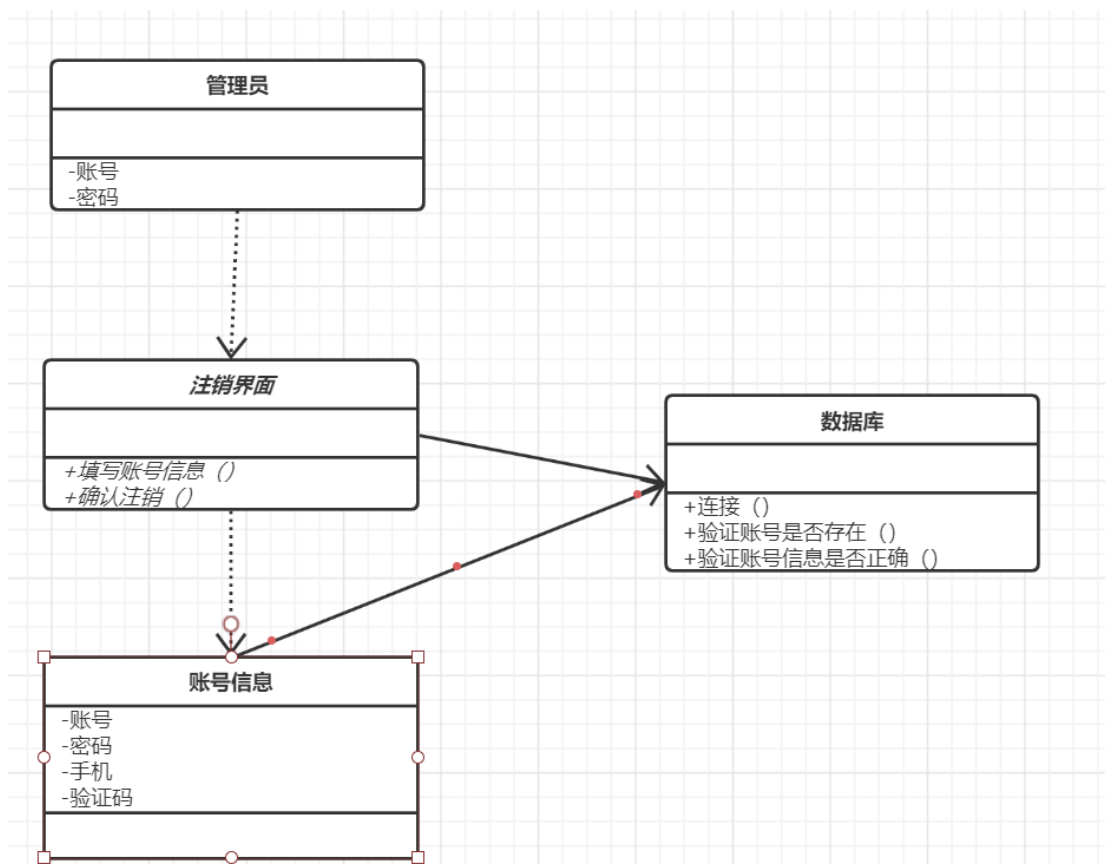 管理员
-账号
-密码
注销界面
+填写账号信息（）
+确认注销（）
数据库
+连接（）
+验证账号是否存在（）
+验证账号信息是否正确（）
账号信息
-账号
-密码
-手机
-验证码